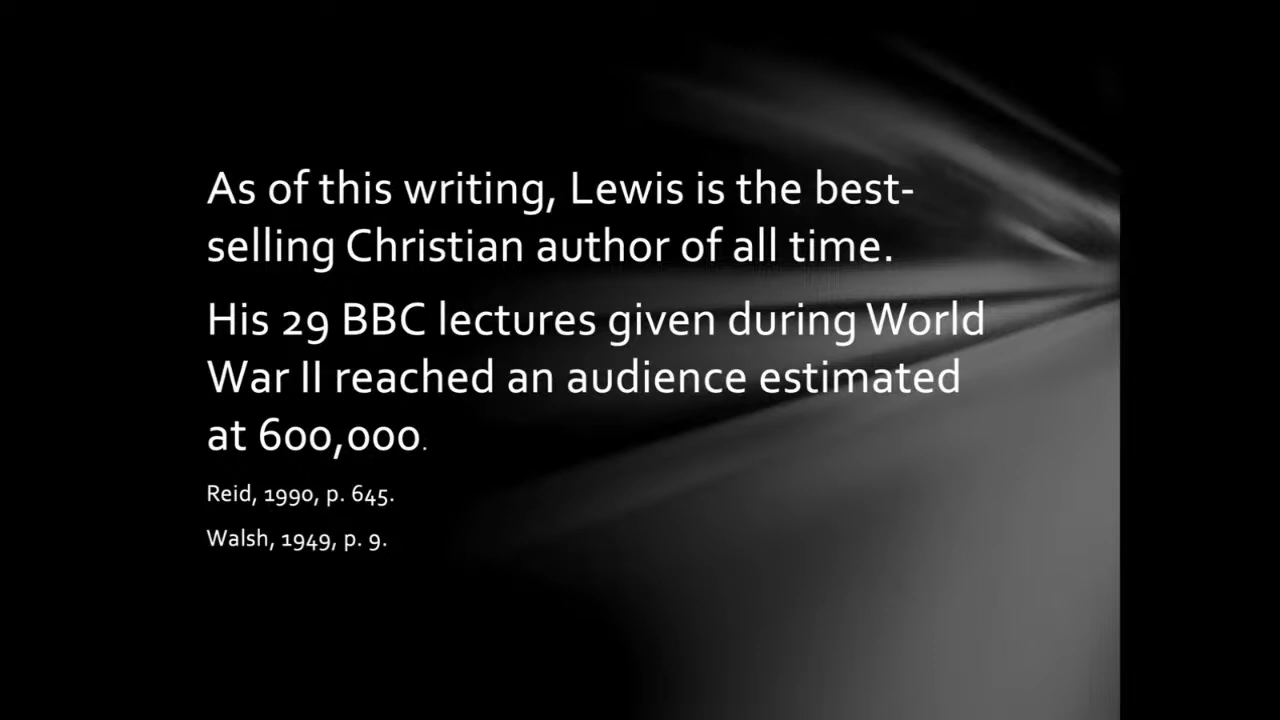 As of this writing, Lewis is the best-
selling Christian author of all time.
His 29 BBC lectures given during World
War II reached an audience estimated
at 600,000.
Reid, 1990, p. 645.
Walsh, 1949, p. 9.